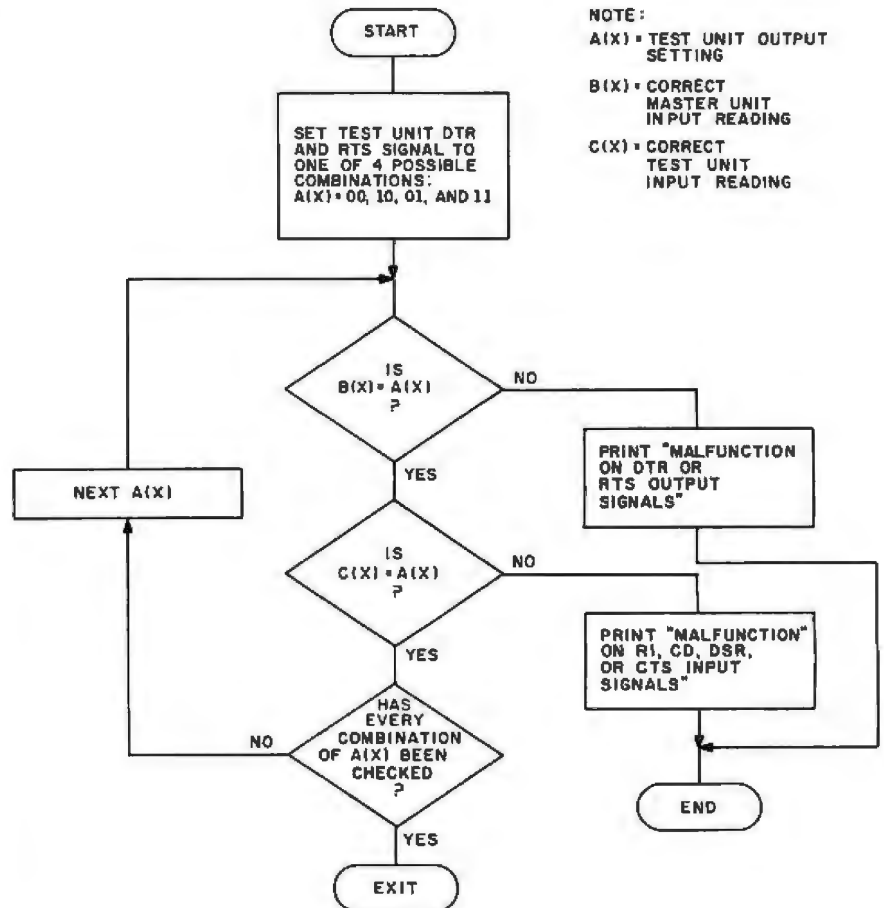 START
NOTE:
A(X) = TEST UNIT OUTPUT
SETTING
B(X) = CORRECT
MASTER UNIT
INPUT READING
C(X) = CORRECT
TEST UNIT
INPUT READING
SET TEST UNIT DTR
AND RTS SIGNAL TO
ONE OF 4 POSSIBLE
COMBINATIONS:
A(X) = 00, 10, 01, AND 11
IS
B(X) = A(X)
?
NO
YES
PRINT "MALFUNCTION
ON DTR OR
RTS OUTPUT
SIGNALS"
NEXT A(X)
IS
C(X) = A(X)
?
NO
YES
PRINT "MALFUNCTION"
ON RI, CD, DSR,
OR CTS INPUT
SIGNALS"
HAS
EVERY
COMBINATION
OF A(X) BEEN
CHECKED
?
NO
YES
END
EXIT